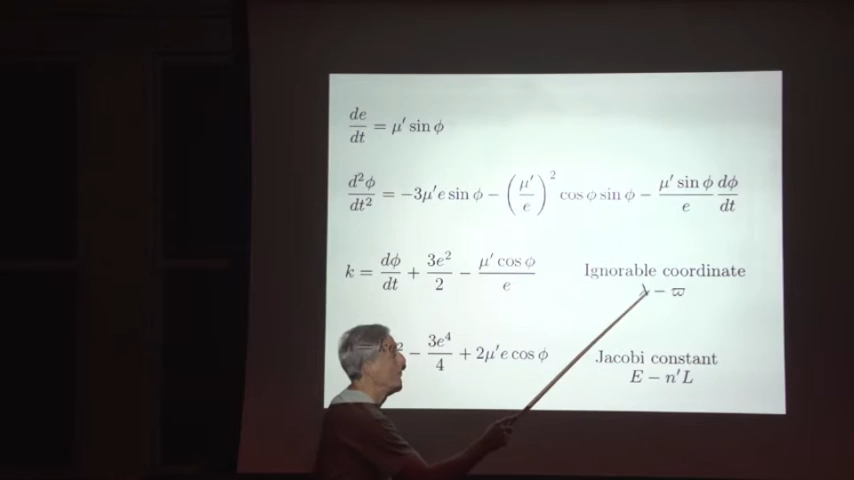 de/dt = μ′ sin ϕ
d²ϕ/dt² = −3μ′e sin ϕ − (μ′/e)² cos ϕ sin ϕ − μ′ sin ϕ/e dϕ/dt
k = dϕ/dt + 3e²/2 − μ′ cos ϕ/e
Ignorable coordinate
λ − ϖ
− 3e⁴/4 + 2μ′e cos ϕ
Jacobi constant
E − n′L